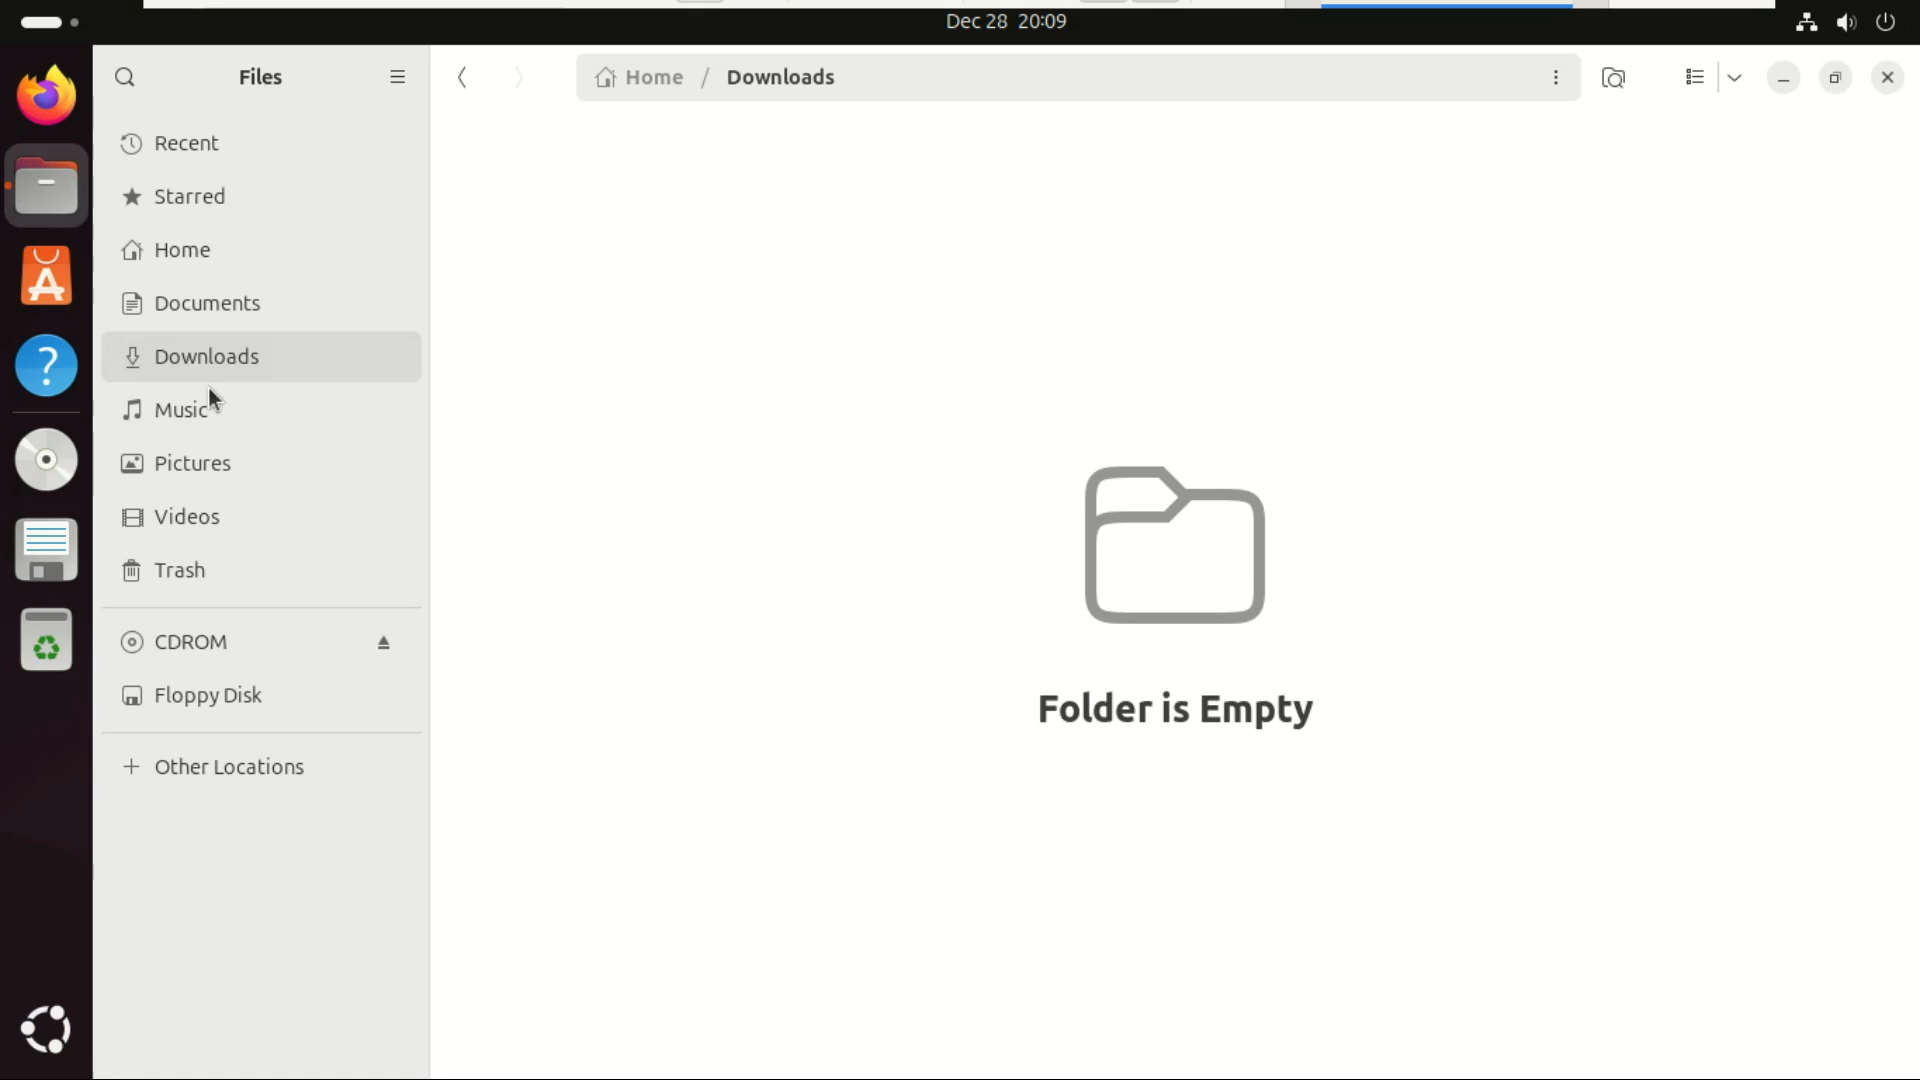 Dec 28 20:09
Files
Home / Downloads
Recent
Starred
Home
Documents
Downloads
Music
Pictures
Videos
Trash
CDROM
Floppy Disk
+ Other Locations
Folder is Empty